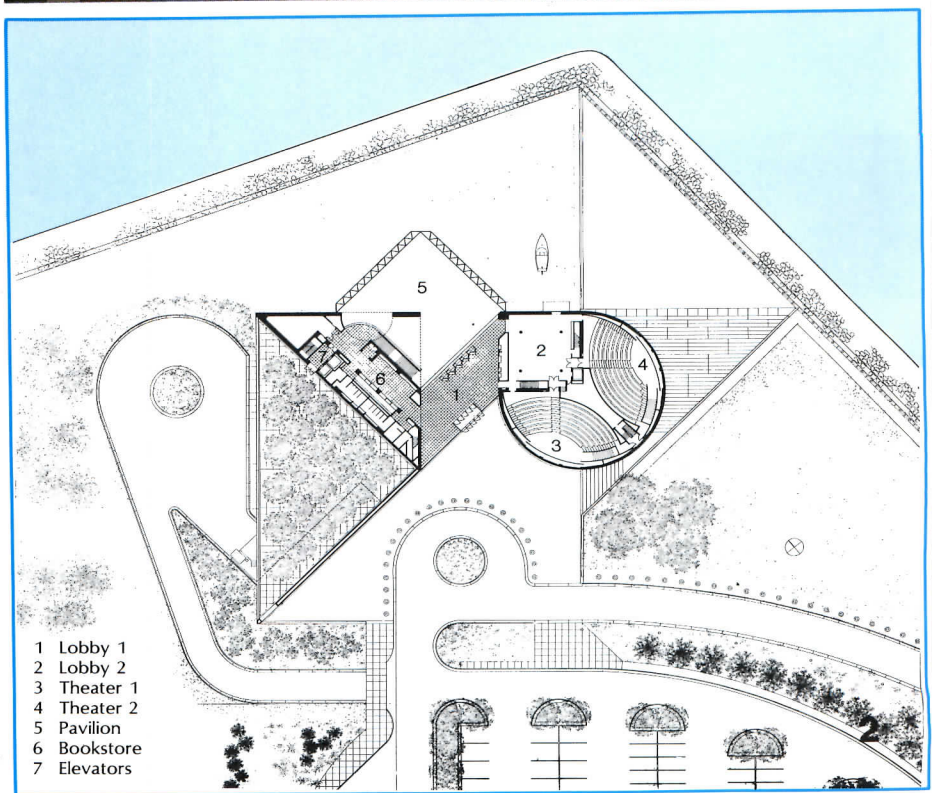 5
2
6
4
1
3
1 Lobby 1
2 Lobby 2
3 Theater 1
4 Theater 2
5 Pavilion
6 Bookstore
7 Elevators
2